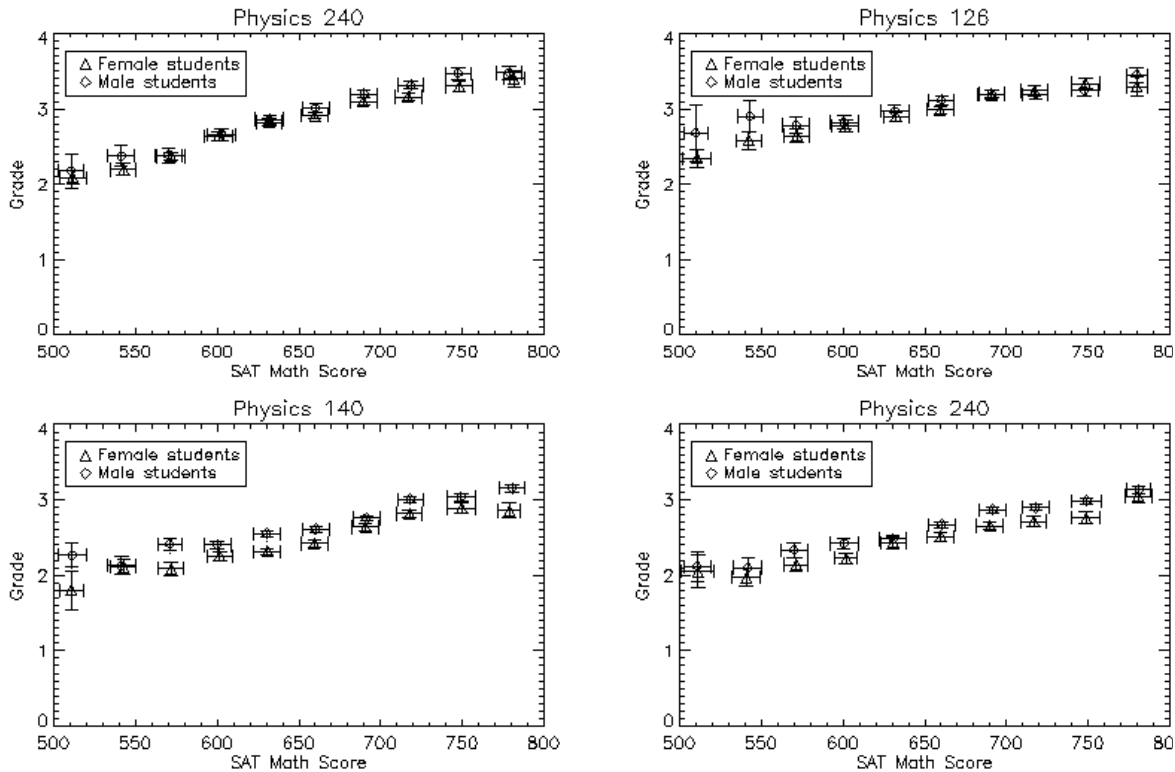 Physics 240
4
3
2
1
0
Grade
△ Female students
◇ Male students
500 550 600 650 700 750 800
SAT Math Score
Physics 126
4
3
2
1
0
Grade
△ Female students
◇ Male students
500 550 600 650 700 750 80
SAT Math Score
Physics 140
4
3
2
1
0
Grade
△ Female students
◇ Male students
500 550 600 650 700 750 800
SAT Math Score
Physics 240
4
3
2
1
0
Grade
△ Female students
◇ Male students
500 550 600 650 700 750 80
SAT Math Score